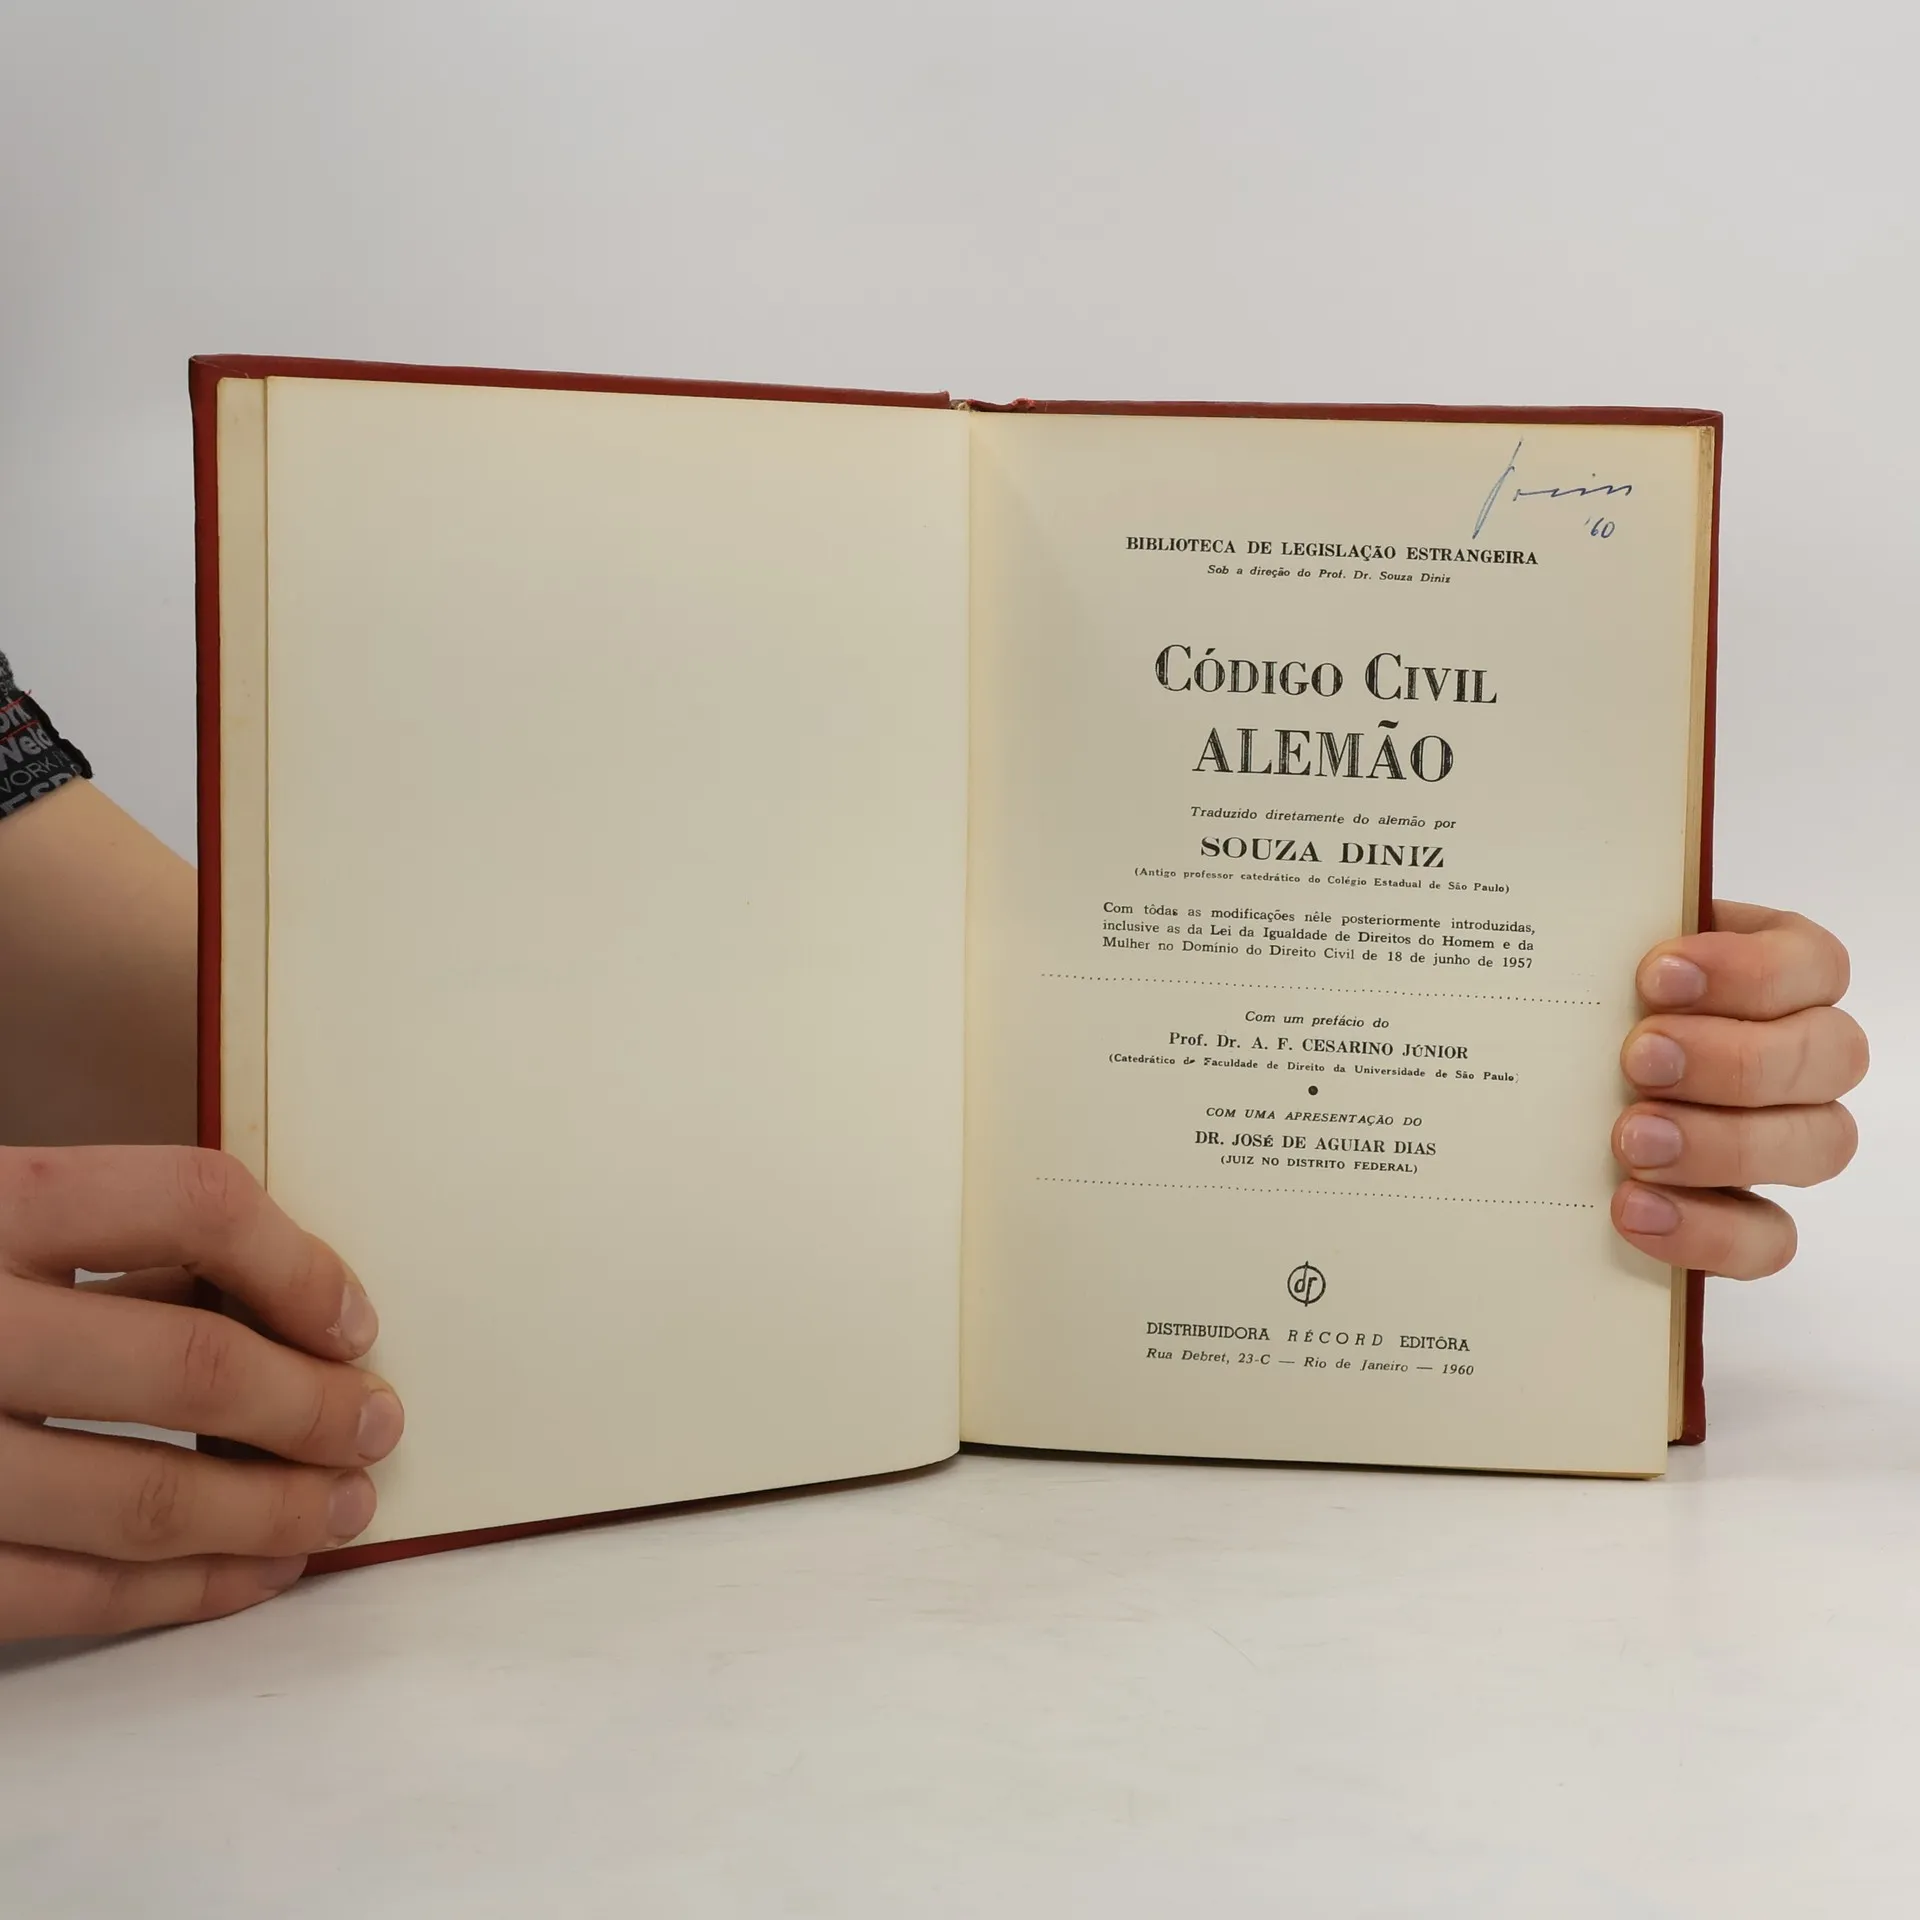 ork
Weld
WORK
'60
BIBLIOTECA DE LEGISLAÇÃO ESTRANGEIRA
Sob a direção do Prof. Dr. Souza Diniz
CÓDIGO CIVIL
ALEMÃO
Traduzido diretamente do alemão por
SOUZA DINIZ
(Antigo professor catedrático do Colégio Estadual de São Paulo)
Com tôdas as modificações nêle posteriormente introduzidas,
inclusive as da Lei da Igualdade de Direitos do Homem e da
Mulher no Domínio do Direito Civil de 18 de junho de 1957
Com um prefácio do
Prof. Dr. A. F. CESARINO JÚNIOR
(Catedrático de Faculdade de Direito da Universidade de São Paulo)
COM UMA APRESENTAÇÃO DO
DR. JOSÉ DE AGUIAR DIAS
(JUIZ NO DISTRITO FEDERAL)
dr
DISTRIBUIDORA RÉCORD EDITÔRA
Rua Debret, 23-C — Rio de Janeiro — 1960